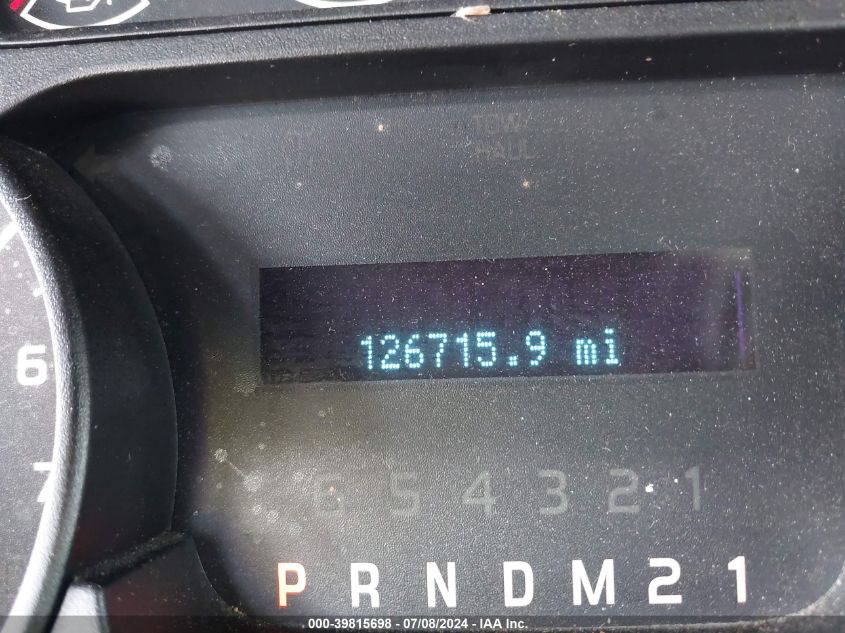 TOW/
HAUL
6
126715.9 mi
7
6 5 4 3 2 1
P R N D M 2 1
000-39815698 - 07/08/2024 - IAA Inc.